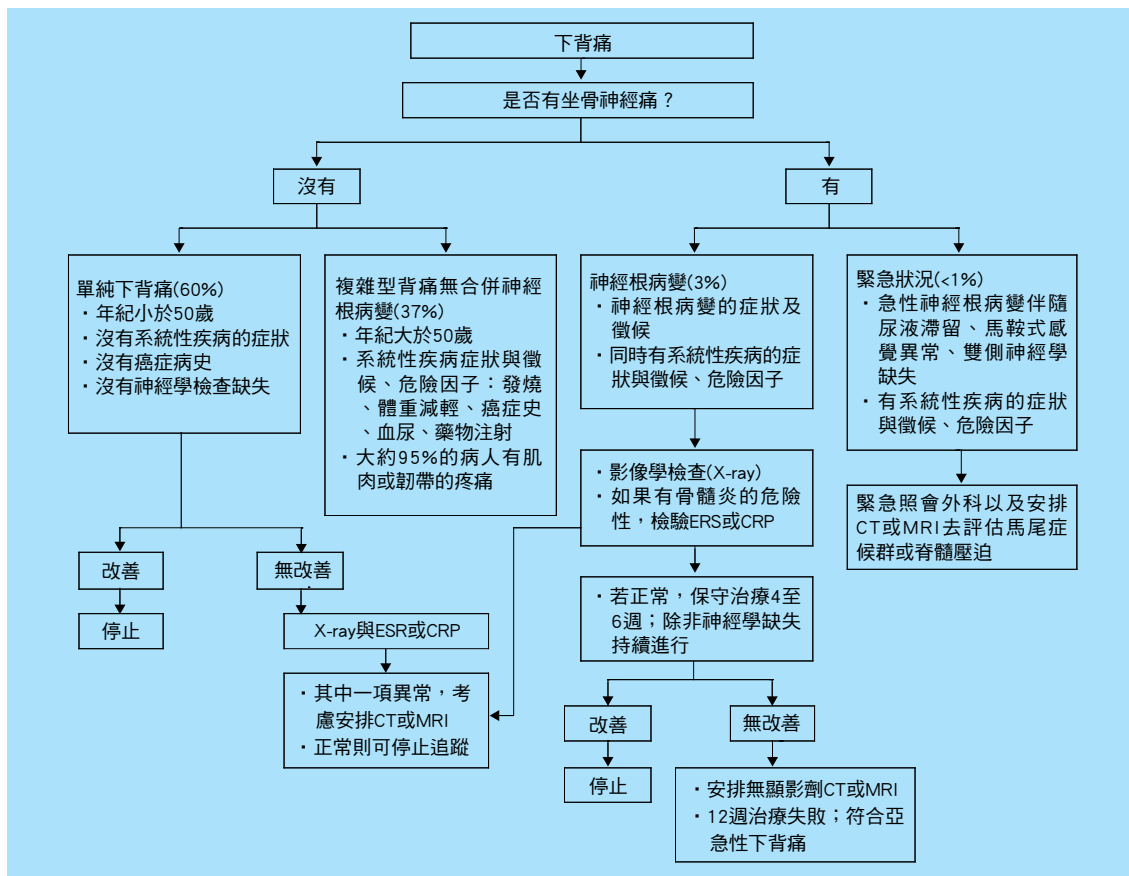 下背痛
是否有坐骨神經痛？
沒有
有
單純下背痛(60%)
・年紀小於50歲
・沒有系統性疾病的症狀
・沒有癌症病史
・沒有神經學檢查缺失
複雜型背痛無合併神經
根病變(37%)
・年紀大於50歲
・系統性疾病症狀與徵
候、危險因子：發燒
、體重減輕、癌症史
、血尿、藥物注射
・大約95%的病人有肌
肉或韌帶的疼痛
神經根病變(3%)
・神經根病變的症狀及
徵候
・同時有系統性疾病的症
狀與徵候、危險因子
緊急狀況(<1%)
・急性神經根病變伴隨
尿液滯留、馬鞍式感
覺異常、雙側神經學
缺失
・有系統性疾病的症狀
與徵候、危險因子
・影像學檢查(X-ray)
・如果有骨髓炎的危險
性，檢驗ERS或CRP
緊急照會外科以及安排
CT或MRI去評估馬尾症
候群或脊髓壓迫
改善
無改善
停止
X-ray與ESR或CRP
・其中一項異常，考
慮安排CT或MRI
・正常則可停止追蹤
・若正常，保守治療4至
6週；除非神經學缺失
持續進行
改善
無改善
停止
・安排無顯影劑CT或MRI
・12週治療失敗；符合亞
急性下背痛